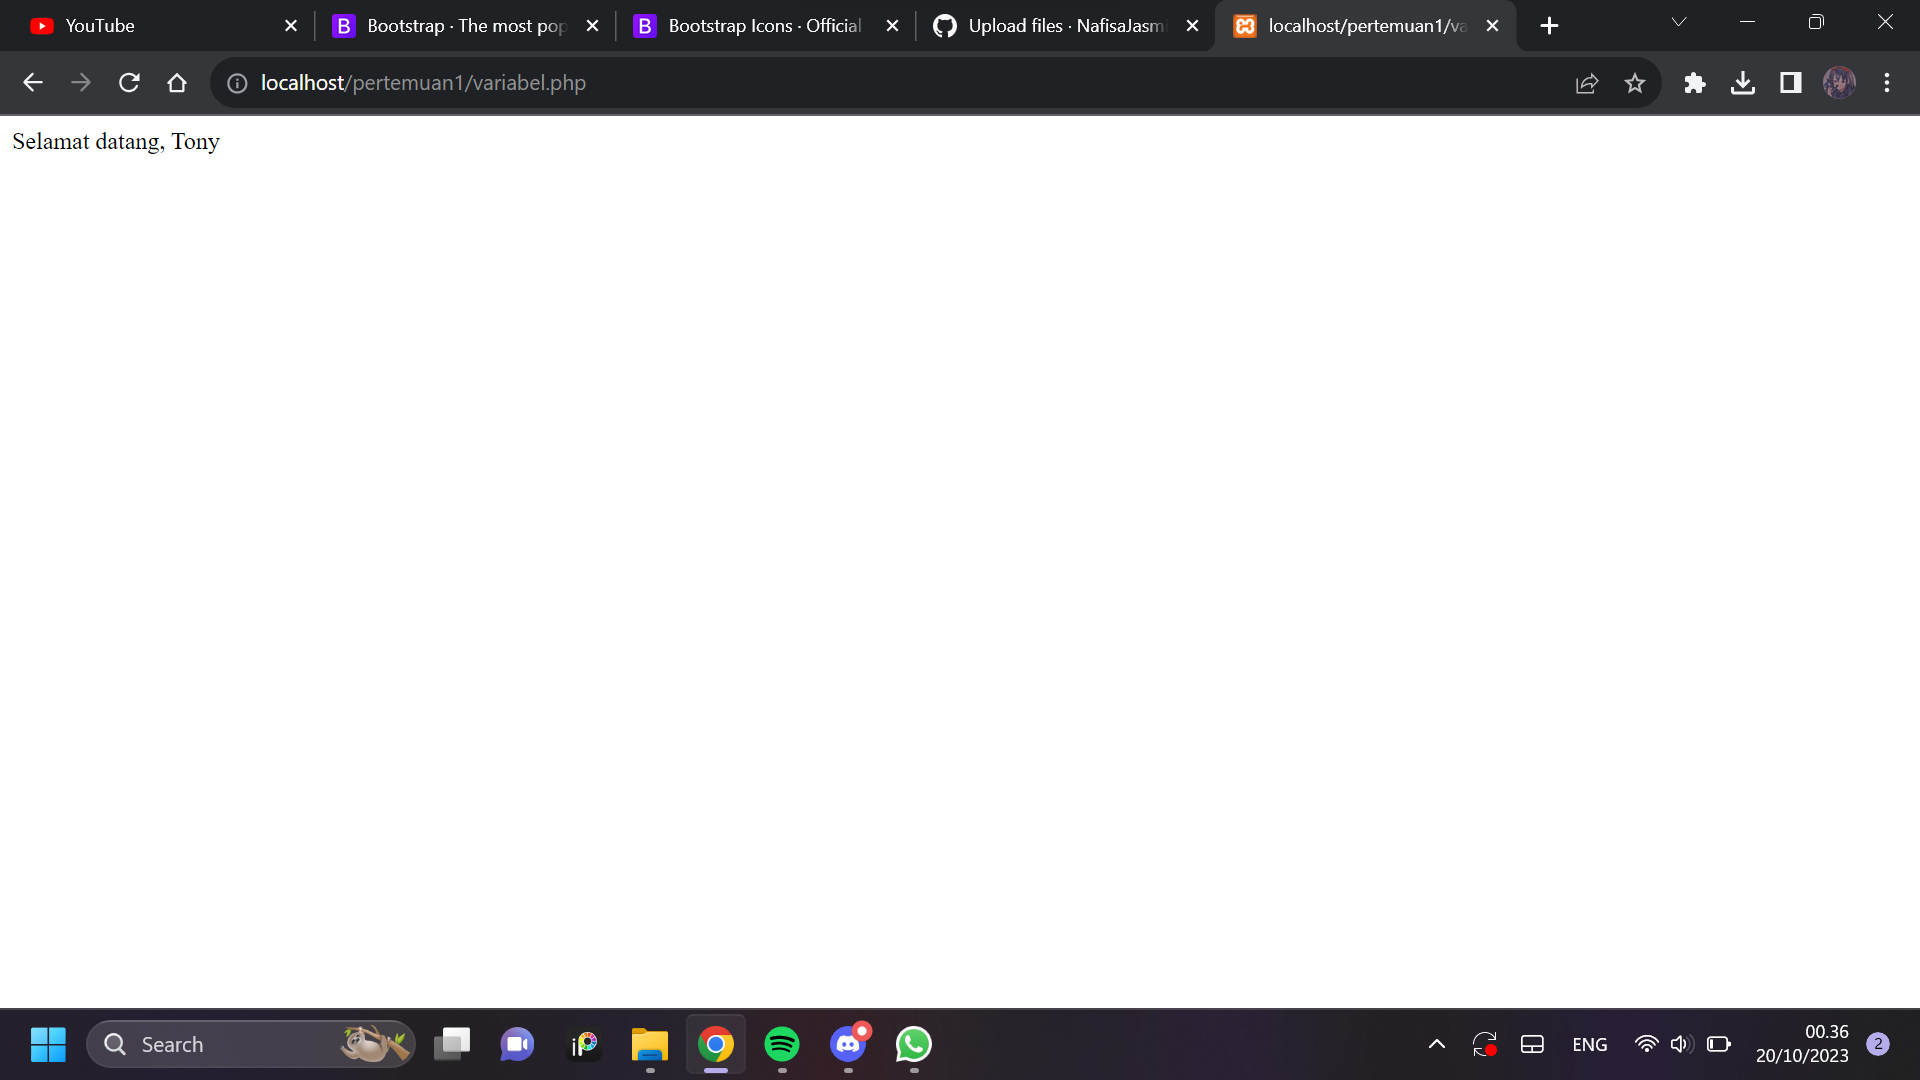 YouTube
Bootstrap · The most pop
Bootstrap Icons · Official
Upload files · NafisaJasmi
localhost/pertemuan1/va
localhost/pertemuan1/variabel.php
Selamat datang, Tony
Search
ENG
00.36
20/10/2023
2